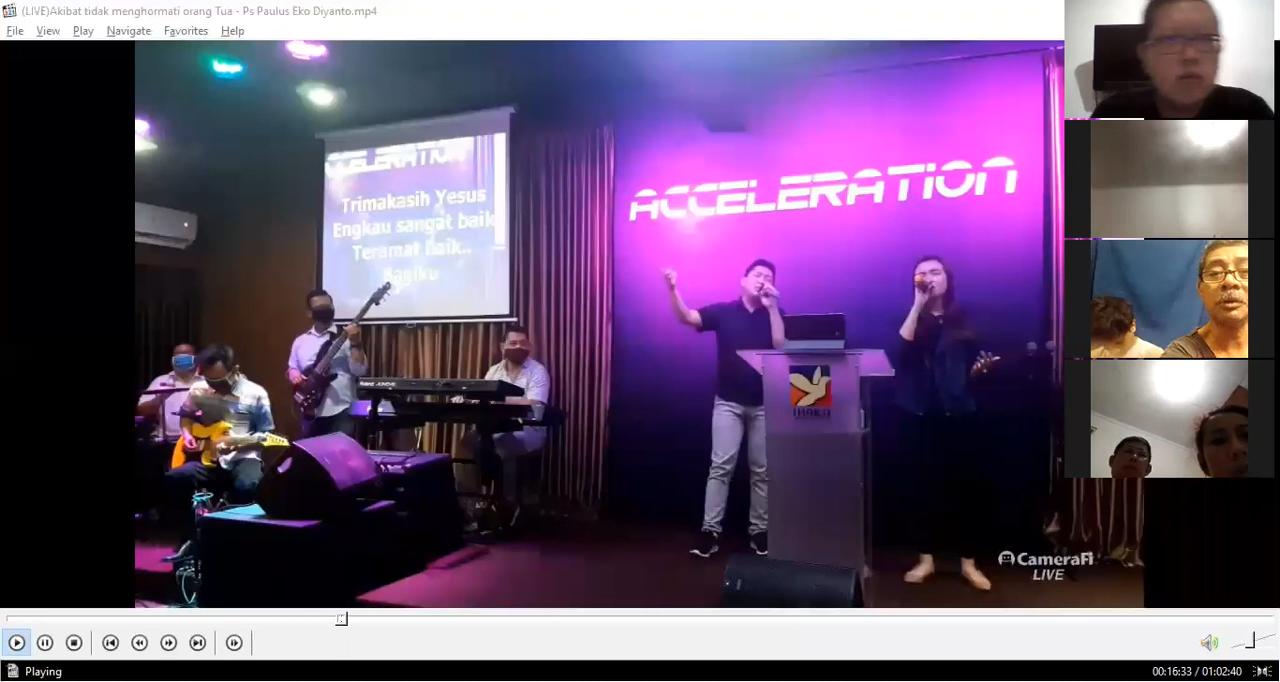 (LIVE)Akibat tidak menghormati orang Tua - Ps Paulus Eko Diyanto.mp4
File View Play Navigate Favorites Help
ACCELERATION
ACCELERATION
Trimakasih Yesus
Engkau sangat baik
Teramat Baik..
Bagiku
CameraFi
LIVE
Playing
00:16:33 / 01:02:40